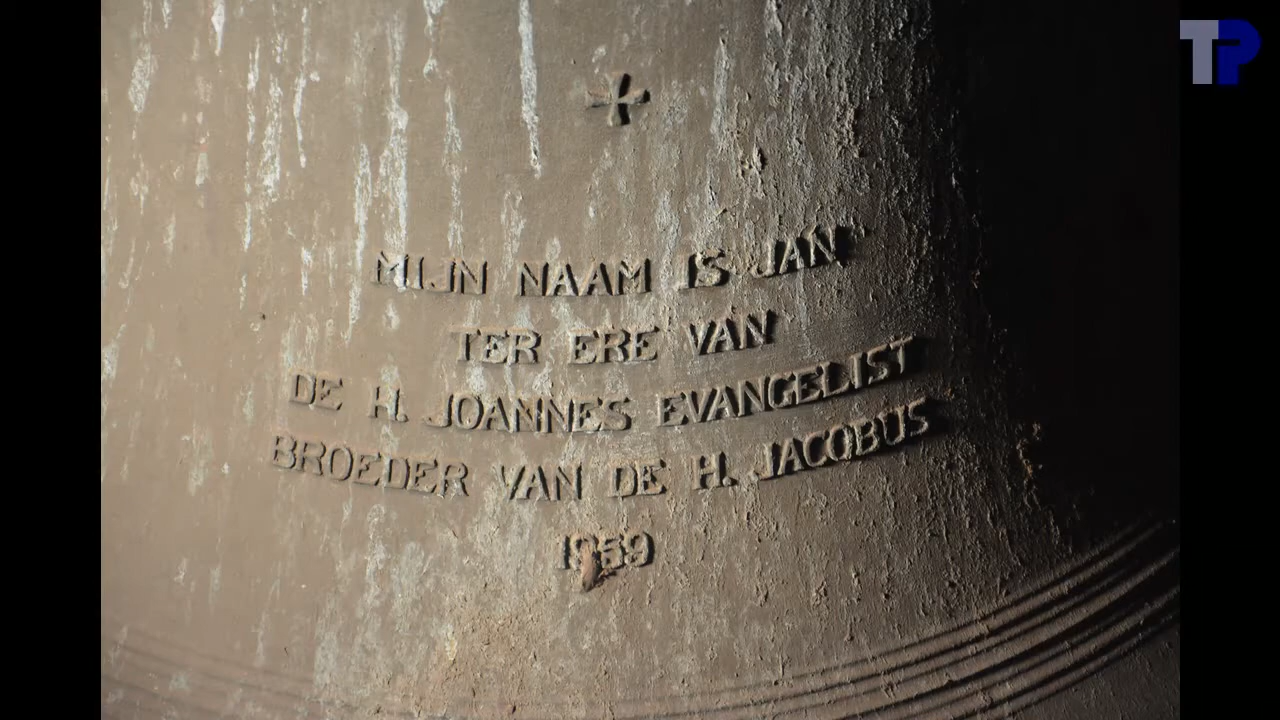 TP
MIJN NAAM IS JAN
TER ERE VAN
DE H. JOANNES EVANGELIST
BROEDER VAN DE H. JACOBUS
1959